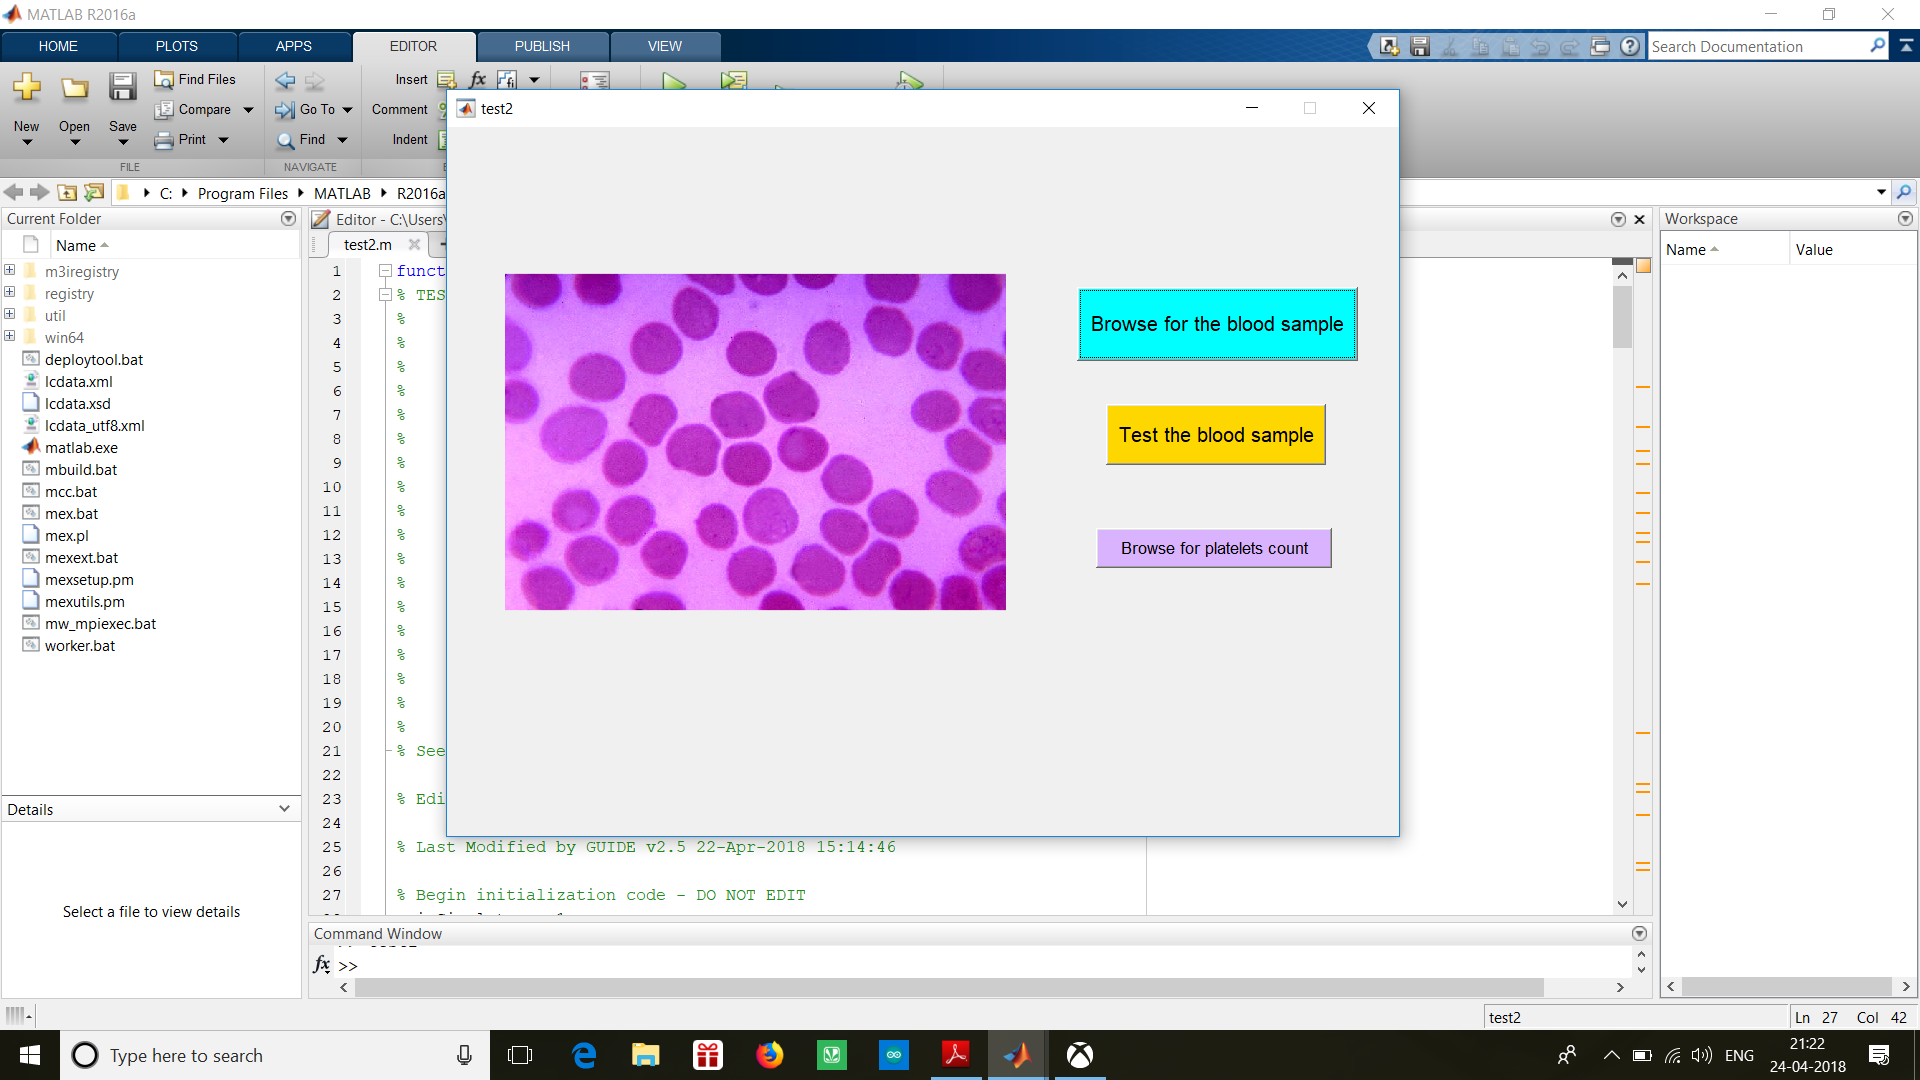 MATLAB R2016a
HOME PLOTS APPS EDITOR PUBLISH VIEW
Search Documentation
New Open Save
Find Files
Compare
Print
FILE
Go To
Find
NAVIGATE
Insert
Comment
Indent
C: Program Files MATLAB R2016a
Current Folder
Name
m3iregistry
registry
util
win64
deploytool.bat
lcdata.xml
lcdata.xsd
lcdata_utf8.xml
matlab.exe
mbuild.bat
mcc.bat
mex.bat
mex.pl
mexext.bat
mexsetup.pm
mexutils.pm
mw_mpiexec.bat
worker.bat
Details
Select a file to view details
Editor - C:\Users\
test2.m
1 funct
2 % TES
3 %
4 %
5 %
6 %
7 %
8 %
9 %
10 %
11 %
12 %
13 %
14 %
15 %
16 %
17 %
18 %
19 %
20 %
21 % See
22
23 % Edi
24
25 % Last Modified by GUIDE v2.5 22-Apr-2018 15:14:46
26
27 % Begin initialization code - DO NOT EDIT
test2
Browse for the blood sample
Test the blood sample
Browse for platelets count
Command Window
fx >>
Workspace
Name Value
test2
Ln 27 Col 42
Type here to search
ENG
21:22
24-04-2018